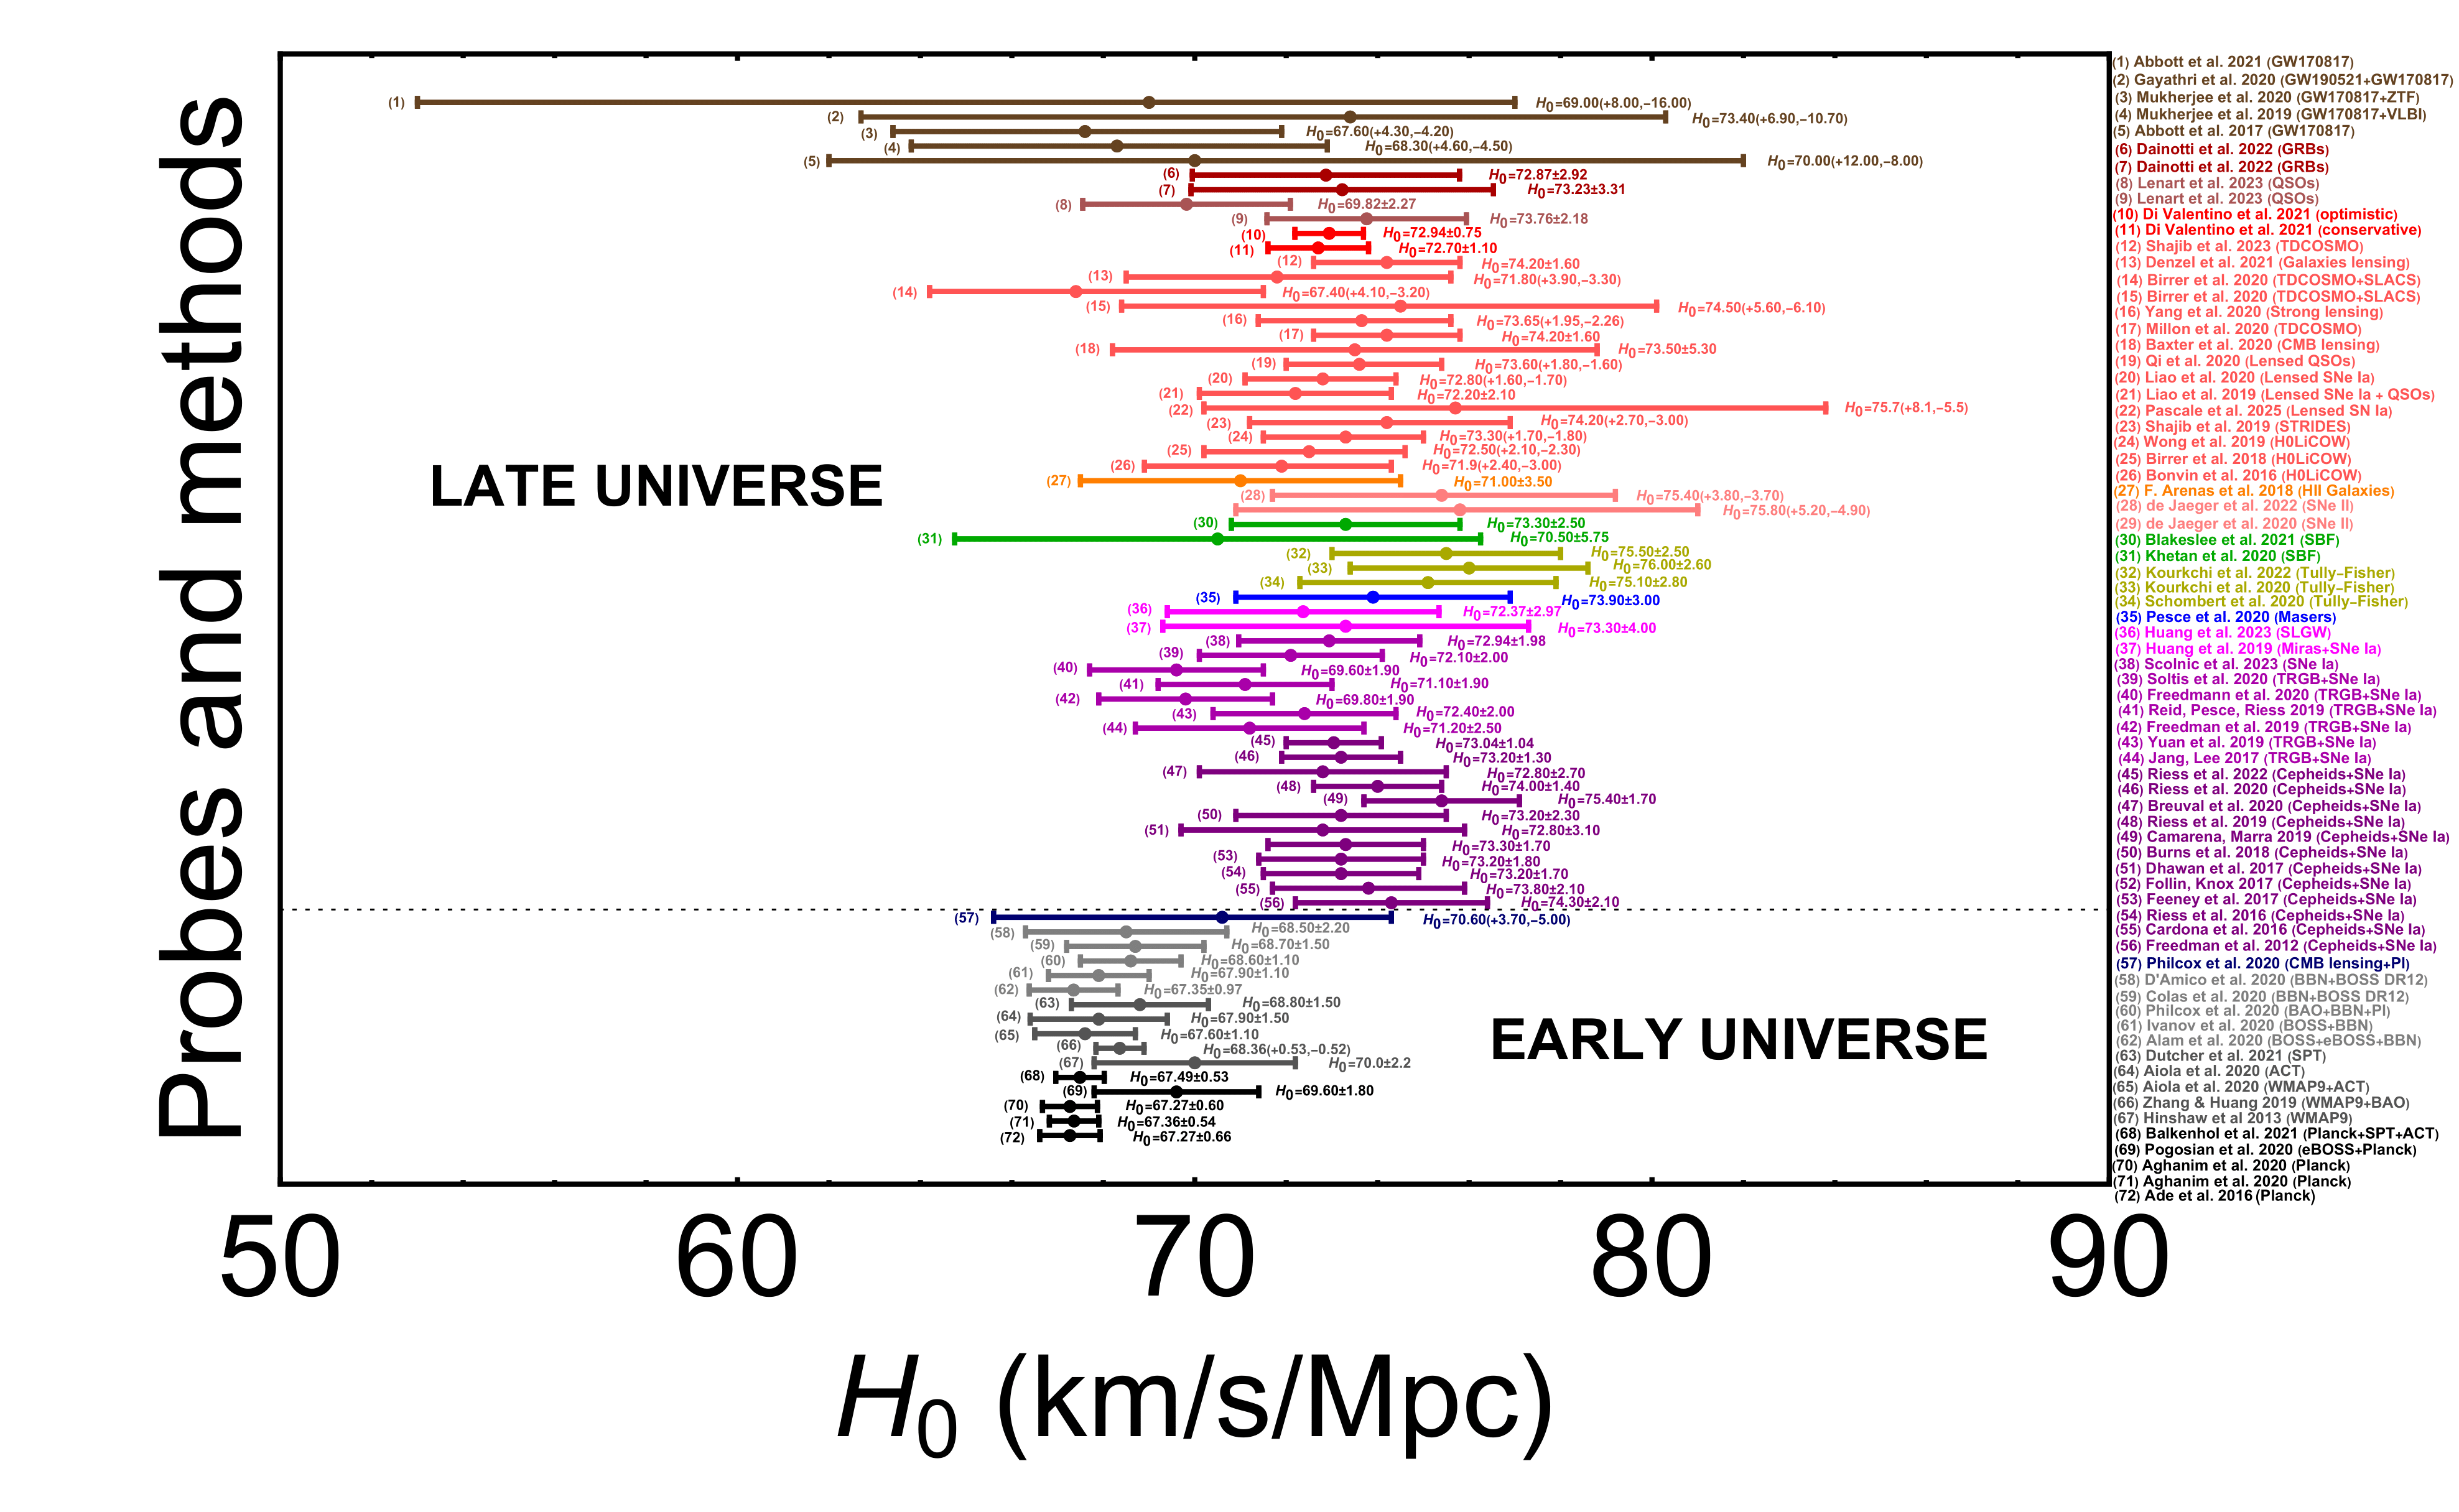 Probes and methods
(1) H0=69.00(+8.00,−16.00)
(2) H0=73.40(+6.90,−10.70)
(3) H0=67.60(+4.30,−4.20)
(4) H0=68.30(+4.60,−4.50)
(5) H0=70.00(+12.00,−8.00)
(6) H0=72.87±2.92
(7) H0=73.23±3.31
(8) H0=69.82±2.27
(9) H0=73.76±2.18
(10) H0=72.94±0.75
(11) H0=72.70±1.10
(12) H0=74.20±1.60
(13) H0=71.80(+3.90,−3.30)
(14) H0=67.40(+4.10,−3.20)
(15) H0=74.50(+5.60,−6.10)
(16) H0=73.65(+1.95,−2.26)
(17) H0=74.20±1.60
(18) H0=73.50±5.30
(19) H0=73.60(+1.80,−1.60)
(20) H0=72.80(+1.60,−1.70)
(21) H0=72.20±2.10
(22) H0=75.7(+8.1,−5.5)
(23) H0=74.20(+2.70,−3.00)
(24) H0=73.30(+1.70,−1.80)
(25) H0=72.50(+2.10,−2.30)
(26) H0=71.9(+2.40,−3.00)
LATE UNIVERSE
(27) H0=71.00±3.50
(28) H0=75.40(+3.80,−3.70)
H0=75.80(+5.20,−4.90)
(30) H0=73.30±2.50
(31) H0=70.50±5.75
(32) H0=75.50±2.50
(33) H0=76.00±2.60
(34) H0=75.10±2.80
(35) H0=73.90±3.00
(36) H0=72.37±2.97
(37) H0=73.30±4.00
(38) H0=72.94±1.98
(39) H0=72.10±2.00
(40) H0=69.60±1.90
(41) H0=71.10±1.90
(42) H0=69.80±1.90
(43) H0=72.40±2.00
(44) H0=71.20±2.50
(45) H0=73.04±1.04
(46) H0=73.20±1.30
(47) H0=72.80±2.70
(48) H0=74.00±1.40
(49) H0=75.40±1.70
(50) H0=73.20±2.30
(51) H0=72.80±3.10
H0=73.30±1.70
(53) H0=73.20±1.80
(54) H0=73.20±1.70
(55) H0=73.80±2.10
(56) H0=74.30±2.10
(57) H0=70.60(+3.70,−5.00)
(58) H0=68.50±2.20
(59) H0=68.70±1.50
(60) H0=68.60±1.10
(61) H0=67.90±1.10
(62) H0=67.35±0.97
(63) H0=68.80±1.50
(64) H0=67.90±1.50
(65) H0=67.60±1.10
EARLY UNIVERSE
(66) H0=68.36(+0.53,−0.52)
(67) H0=70.0±2.2
(68) H0=67.49±0.53
(69) H0=69.60±1.80
(70) H0=67.27±0.60
(71) H0=67.36±0.54
(72) H0=67.27±0.66
50 60 70 80 90
H0 (km/s/Mpc)
(1) Abbott et al. 2021 (GW170817)
(2) Gayathri et al. 2020 (GW190521+GW170817)
(3) Mukherjee et al. 2020 (GW170817+ZTF)
(4) Mukherjee et al. 2019 (GW170817+VLBI)
(5) Abbott et al. 2017 (GW170817)
(6) Dainotti et al. 2022 (GRBs)
(7) Dainotti et al. 2022 (GRBs)
(8) Lenart et al. 2023 (QSOs)
(9) Lenart et al. 2023 (QSOs)
(10) Di Valentino et al. 2021 (optimistic)
(11) Di Valentino et al. 2021 (conservative)
(12) Shajib et al. 2023 (TDCOSMO)
(13) Denzel et al. 2021 (Galaxies lensing)
(14) Birrer et al. 2020 (TDCOSMO+SLACS)
(15) Birrer et al. 2020 (TDCOSMO+SLACS)
(16) Yang et al. 2020 (Strong lensing)
(17) Millon et al. 2020 (TDCOSMO)
(18) Baxter et al. 2020 (CMB lensing)
(19) Qi et al. 2020 (Lensed QSOs)
(20) Liao et al. 2020 (Lensed SNe Ia)
(21) Liao et al. 2019 (Lensed SNe Ia + QSOs)
(22) Pascale et al. 2025 (Lensed SN Ia)
(23) Shajib et al. 2019 (STRIDES)
(24) Wong et al. 2019 (H0LiCOW)
(25) Birrer et al. 2018 (H0LiCOW)
(26) Bonvin et al. 2016 (H0LiCOW)
(27) F. Arenas et al. 2018 (HII Galaxies)
(28) de Jaeger et al. 2022 (SNe II)
(29) de Jaeger et al. 2020 (SNe II)
(30) Blakeslee et al. 2021 (SBF)
(31) Khetan et al. 2020 (SBF)
(32) Kourkchi et al. 2022 (Tully−Fisher)
(33) Kourkchi et al. 2020 (Tully−Fisher)
(34) Schombert et al. 2020 (Tully−Fisher)
(35) Pesce et al. 2020 (Masers)
(36) Huang et al. 2023 (SLGW)
(37) Huang et al. 2019 (Miras+SNe Ia)
(38) Scolnic et al. 2023 (SNe Ia)
(39) Soltis et al. 2020 (TRGB+SNe Ia)
(40) Freedmann et al. 2020 (TRGB+SNe Ia)
(41) Reid, Pesce, Riess 2019 (TRGB+SNe Ia)
(42) Freedman et al. 2019 (TRGB+SNe Ia)
(43) Yuan et al. 2019 (TRGB+SNe Ia)
(44) Jang, Lee 2017 (TRGB+SNe Ia)
(45) Riess et al. 2022 (Cepheids+SNe Ia)
(46) Riess et al. 2020 (Cepheids+SNe Ia)
(47) Breuval et al. 2020 (Cepheids+SNe Ia)
(48) Riess et al. 2019 (Cepheids+SNe Ia)
(49) Camarena, Marra 2019 (Cepheids+SNe Ia)
(50) Burns et al. 2018 (Cepheids+SNe Ia)
(51) Dhawan et al. 2017 (Cepheids+SNe Ia)
(52) Follin, Knox 2017 (Cepheids+SNe Ia)
(53) Feeney et al. 2017 (Cepheids+SNe Ia)
(54) Riess et al. 2016 (Cepheids+SNe Ia)
(55) Cardona et al. 2016 (Cepheids+SNe Ia)
(56) Freedman et al. 2012 (Cepheids+SNe Ia)
(57) Philcox et al. 2020 (CMB lensing+Pl)
(58) D'Amico et al. 2020 (BBN+BOSS DR12)
(59) Colas et al. 2020 (BBN+BOSS DR12)
(60) Philcox et al. 2020 (BAO+BBN+Pl)
(61) Ivanov et al. 2020 (BOSS+BBN)
(62) Alam et al. 2020 (BOSS+eBOSS+BBN)
(63) Dutcher et al. 2021 (SPT)
(64) Aiola et al. 2020 (ACT)
(65) Aiola et al. 2020 (WMAP9+ACT)
(66) Zhang & Huang 2019 (WMAP9+BAO)
(67) Hinshaw et al 2013 (WMAP9)
(68) Balkenhol et al. 2021 (Planck+SPT+ACT)
(69) Pogosian et al. 2020 (eBOSS+Planck)
(70) Aghanim et al. 2020 (Planck)
(71) Aghanim et al. 2020 (Planck)
(72) Ade et al. 2016 (Planck)